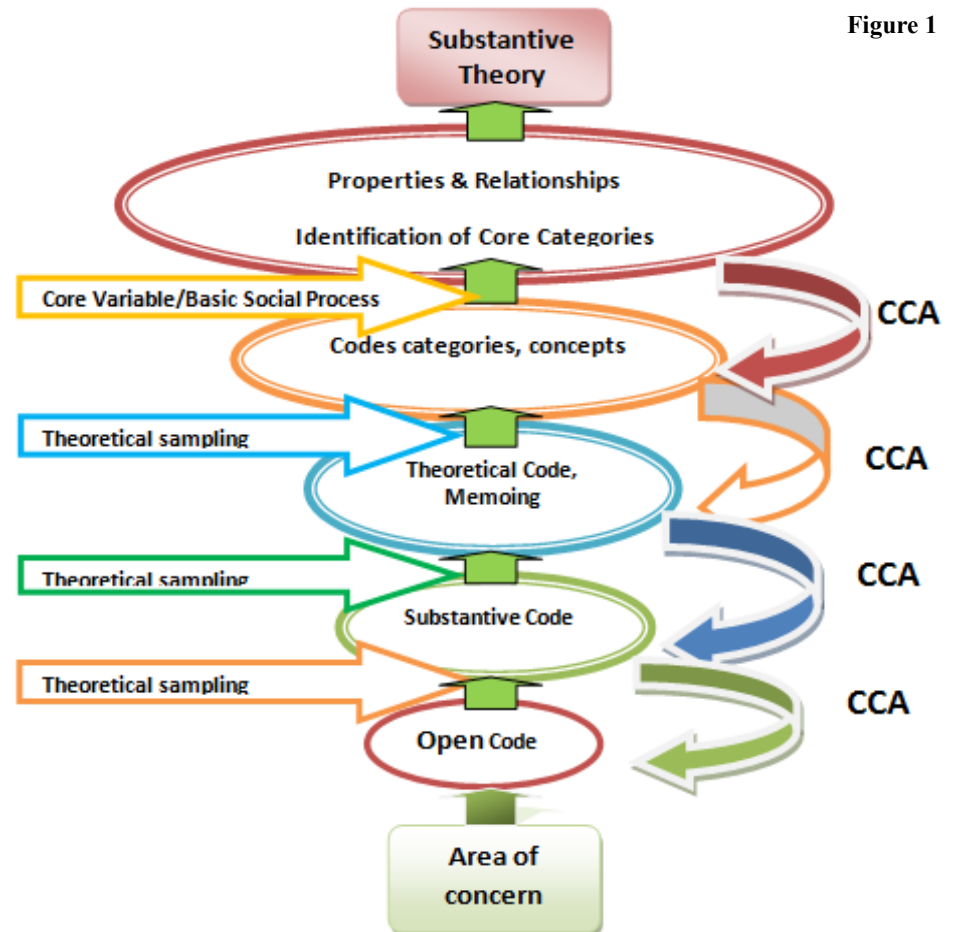 Figure 1
Substantive
Theory
Properties & Relationships
Identification of Core Categories
Core Variable/Basic Social Process
CCA
Codes categories, concepts
Theoretical sampling
CCA
Theoretical Code,
Memoing
Theoretical sampling
CCA
Substantive Code
Theoretical sampling
CCA
Open Code
Area of
concern